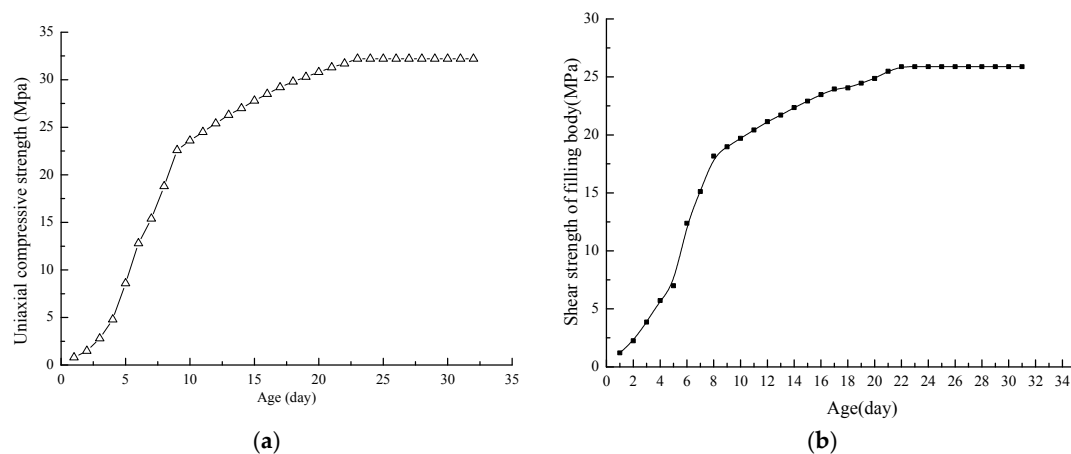 35
30
25
20
15
10
5
0
Uniaxial compressive strength (Mpa)
0 5 10 15 20 25 30 35
Age (day)
(a)
30
25
20
15
10
5
0
Shear strength of filling body(MPa)
0 2 4 6 8 10 12 14 16 18 20 22 24 26 28 30 32 34
Age(day)
(b)